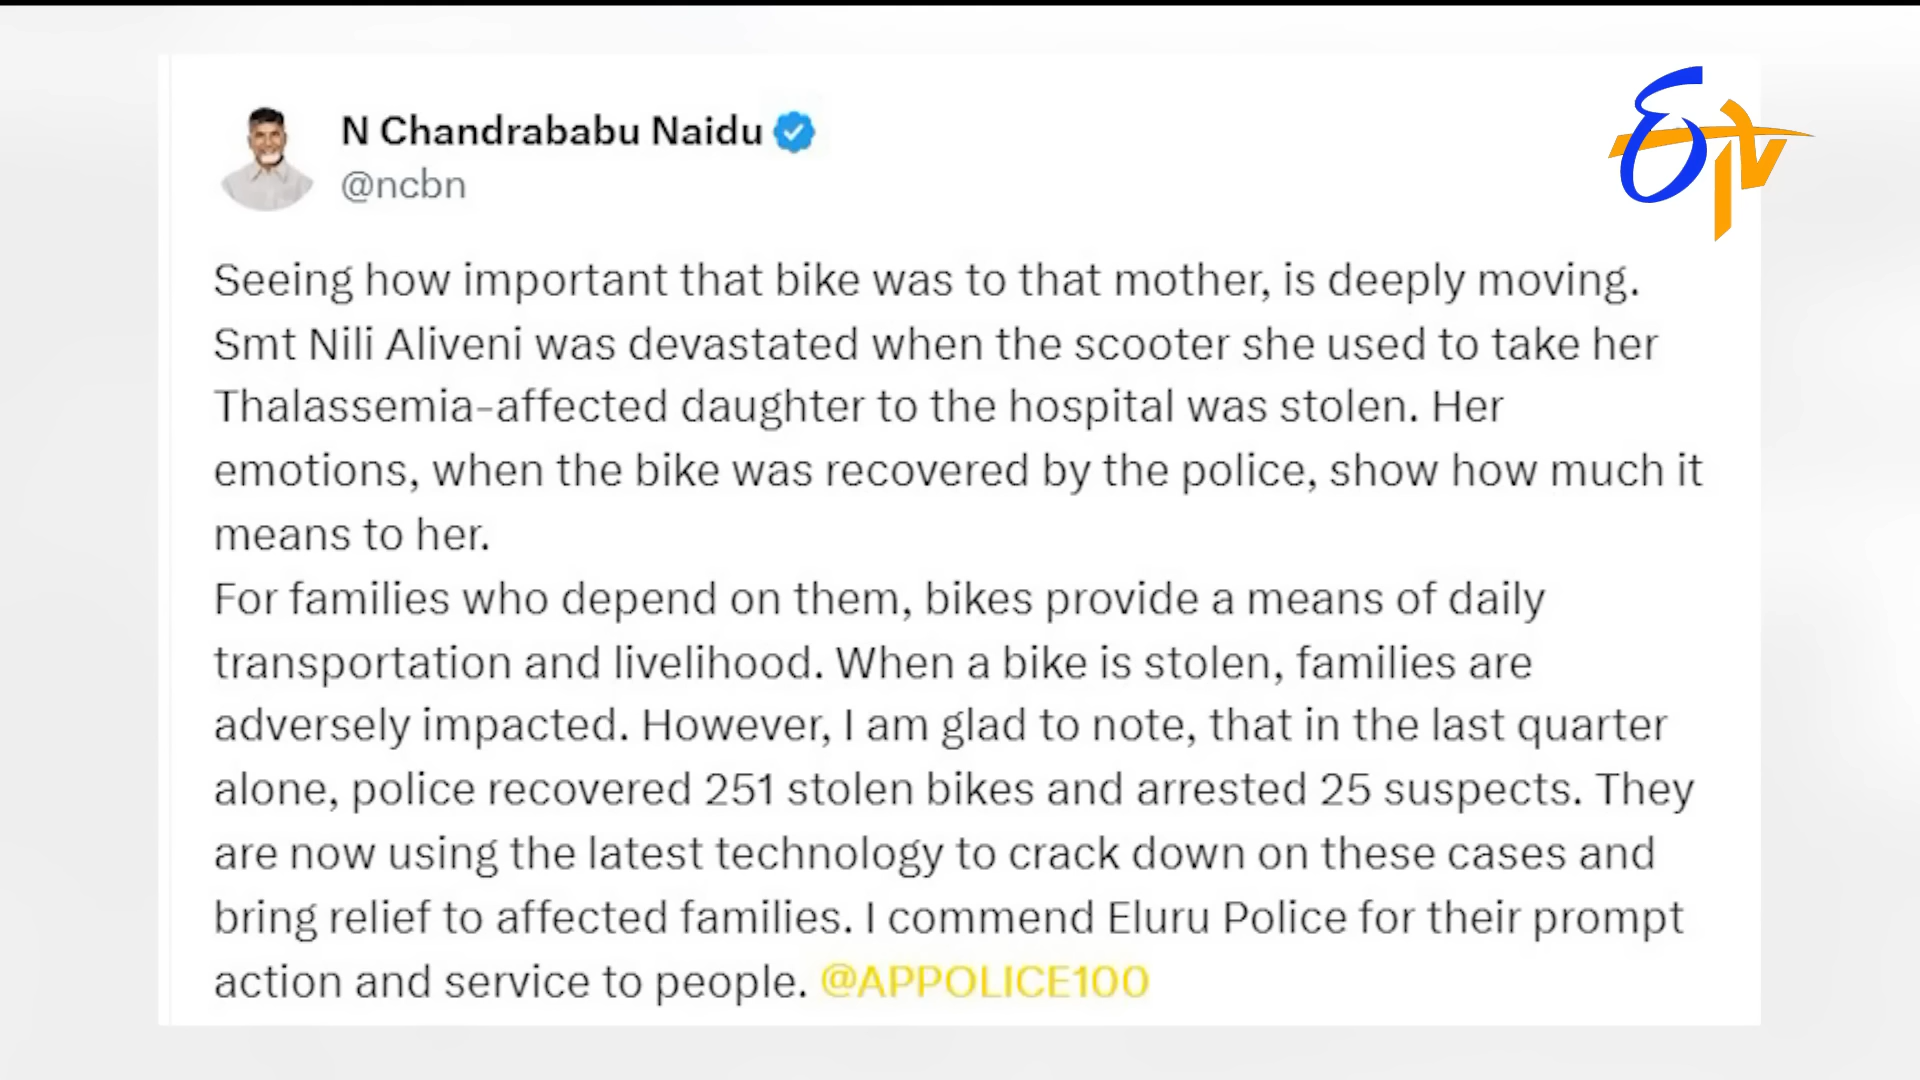 N Chandrababu Naidu
@ncbn
ETV
Seeing how important that bike was to that mother, is deeply moving.
Smt Nili Aliveni was devastated when the scooter she used to take her
Thalassemia-affected daughter to the hospital was stolen. Her
emotions, when the bike was recovered by the police, show how much it
means to her.
For families who depend on them, bikes provide a means of daily
transportation and livelihood. When a bike is stolen, families are
adversely impacted. However, I am glad to note, that in the last quarter
alone, police recovered 251 stolen bikes and arrested 25 suspects. They
are now using the latest technology to crack down on these cases and
bring relief to affected families. I commend Eluru Police for their prompt
action and service to people. @APPOLICE100